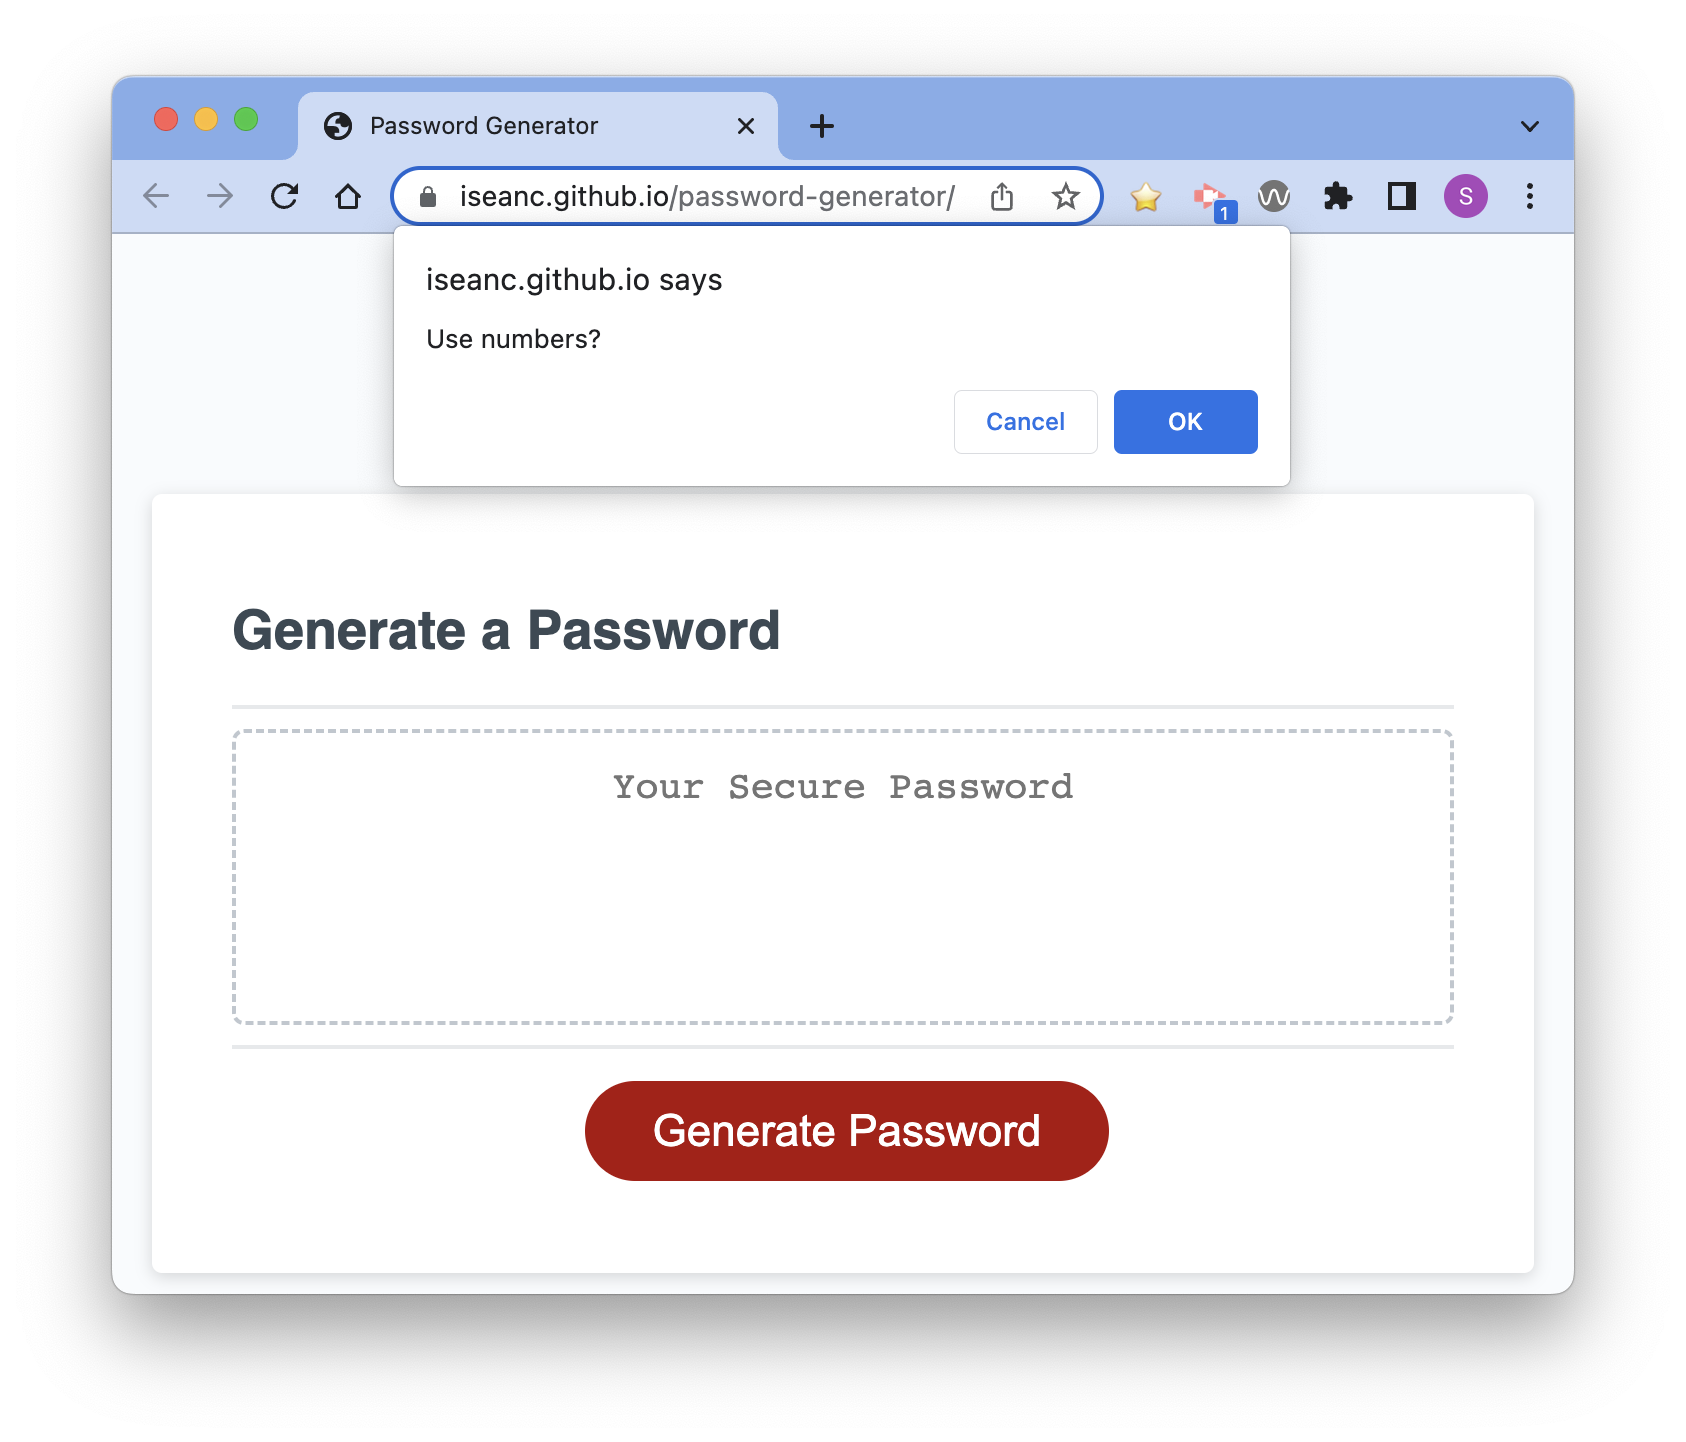 Password Generator
iseanc.github.io/password-generator/
1
S
iseanc.github.io says
Use numbers?
Cancel
OK
Generate a Password
Your Secure Password
Generate Password